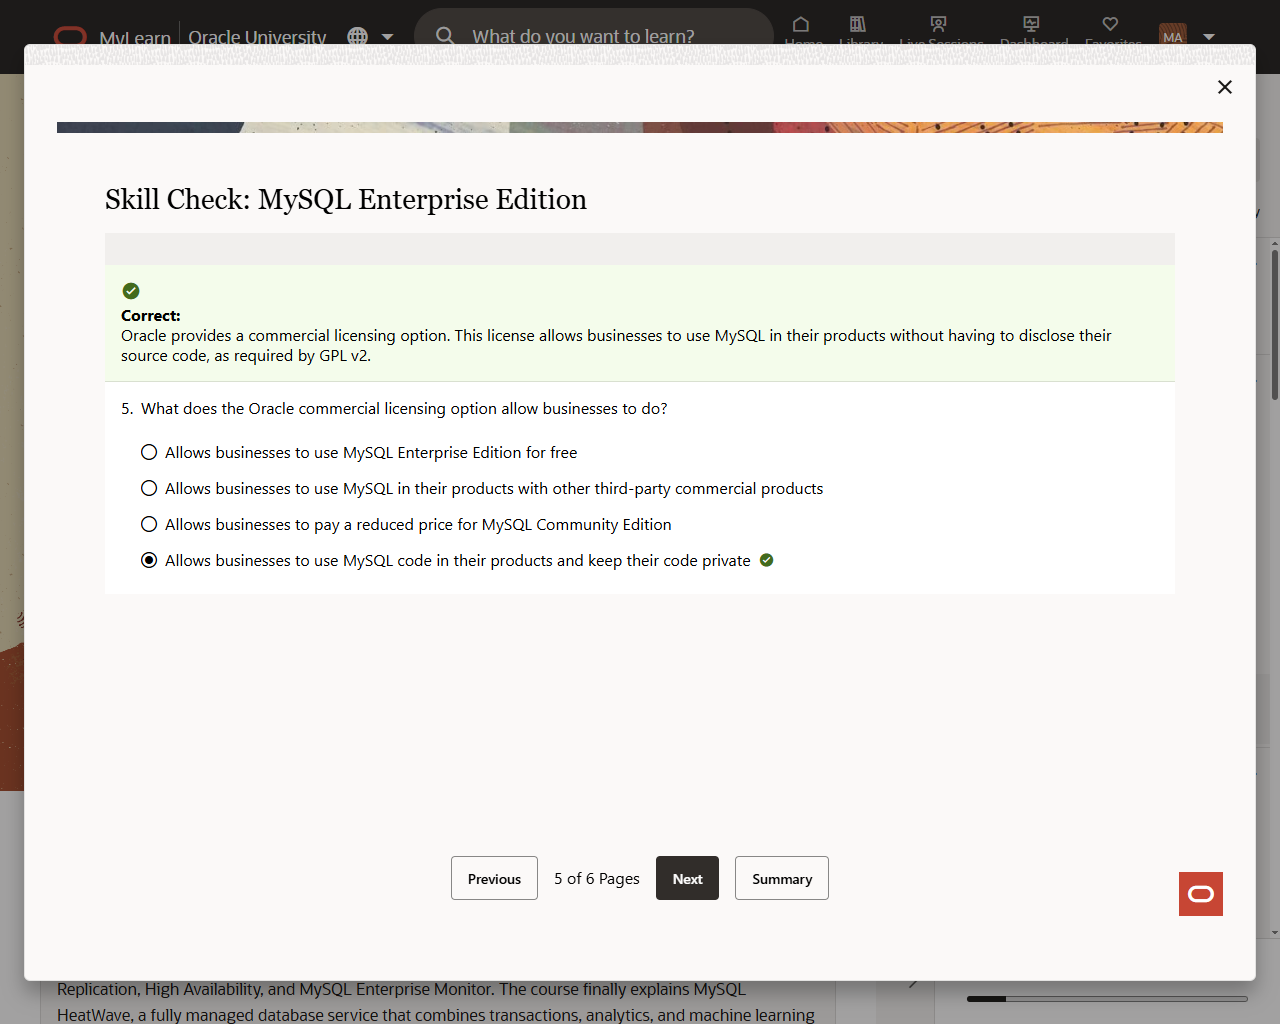 MyLearn
Oracle University
What do you want to learn?
MA
Skill Check: MySQL Enterprise Edition
Correct:
Oracle provides a commercial licensing option. This license allows businesses to use MySQL in their products without having to disclose their
source code, as required by GPL v2.
5. What does the Oracle commercial licensing option allow businesses to do?
Allows businesses to use MySQL Enterprise Edition for free
Allows businesses to use MySQL in their products with other third-party commercial products
Allows businesses to pay a reduced price for MySQL Community Edition
Allows businesses to use MySQL code in their products and keep their code private
Previous
5 of 6 Pages
Next
Summary
Replication, High Availability, and MySQL Enterprise Monitor. The course finally explains MySQL
HeatWave, a fully managed database service that combines transactions, analytics, and machine learning